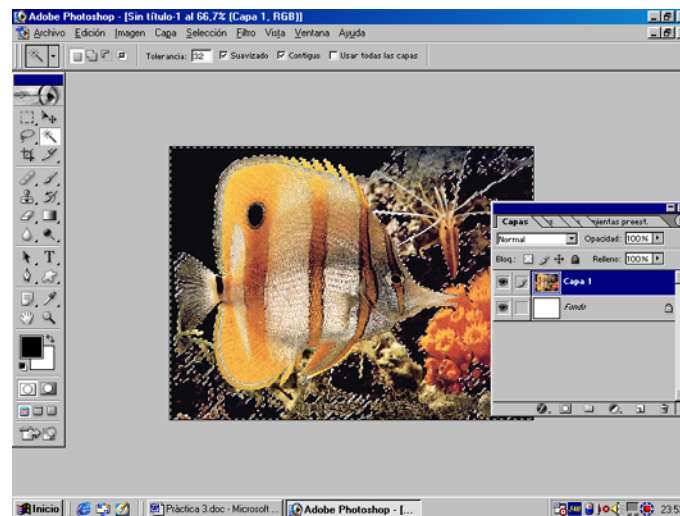 Adobe Photoshop - [Sin título-1 al 66,7% (Capa 1, RGB)]
Archivo Edición Imagen Capa Selección Filtro Vista Ventana Ayuda
Tolerancia: 32 Suavizado Contiguo Usar todas las capas
Capas mientas preest.
Normal Opacidad: 100%
Bloq.: Relleno: 100%
Capa 1
Fondo
Inicio Práctica 3.doc - Microsoft ... Adobe Photoshop - [...